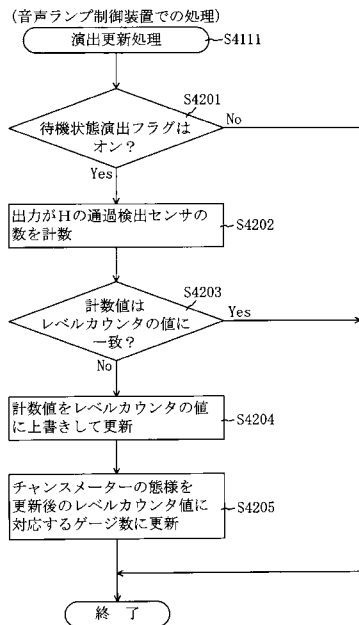 (音声ランプ制御装置での処理)
演出更新処理
S4111
S4201
待機状態演出フラグは
オン?
No
Yes
出力がHの通過検出センサの
数を計数
S4202
S4203
計数値は
レベルカウンタの値に
一致?
Yes
No
計数値をレベルカウンタの値
に上書きして更新
S4204
チャンスメーターの態様を
更新後のレベルカウンタ値に
対応するゲージ数に更新
S4205
終 了